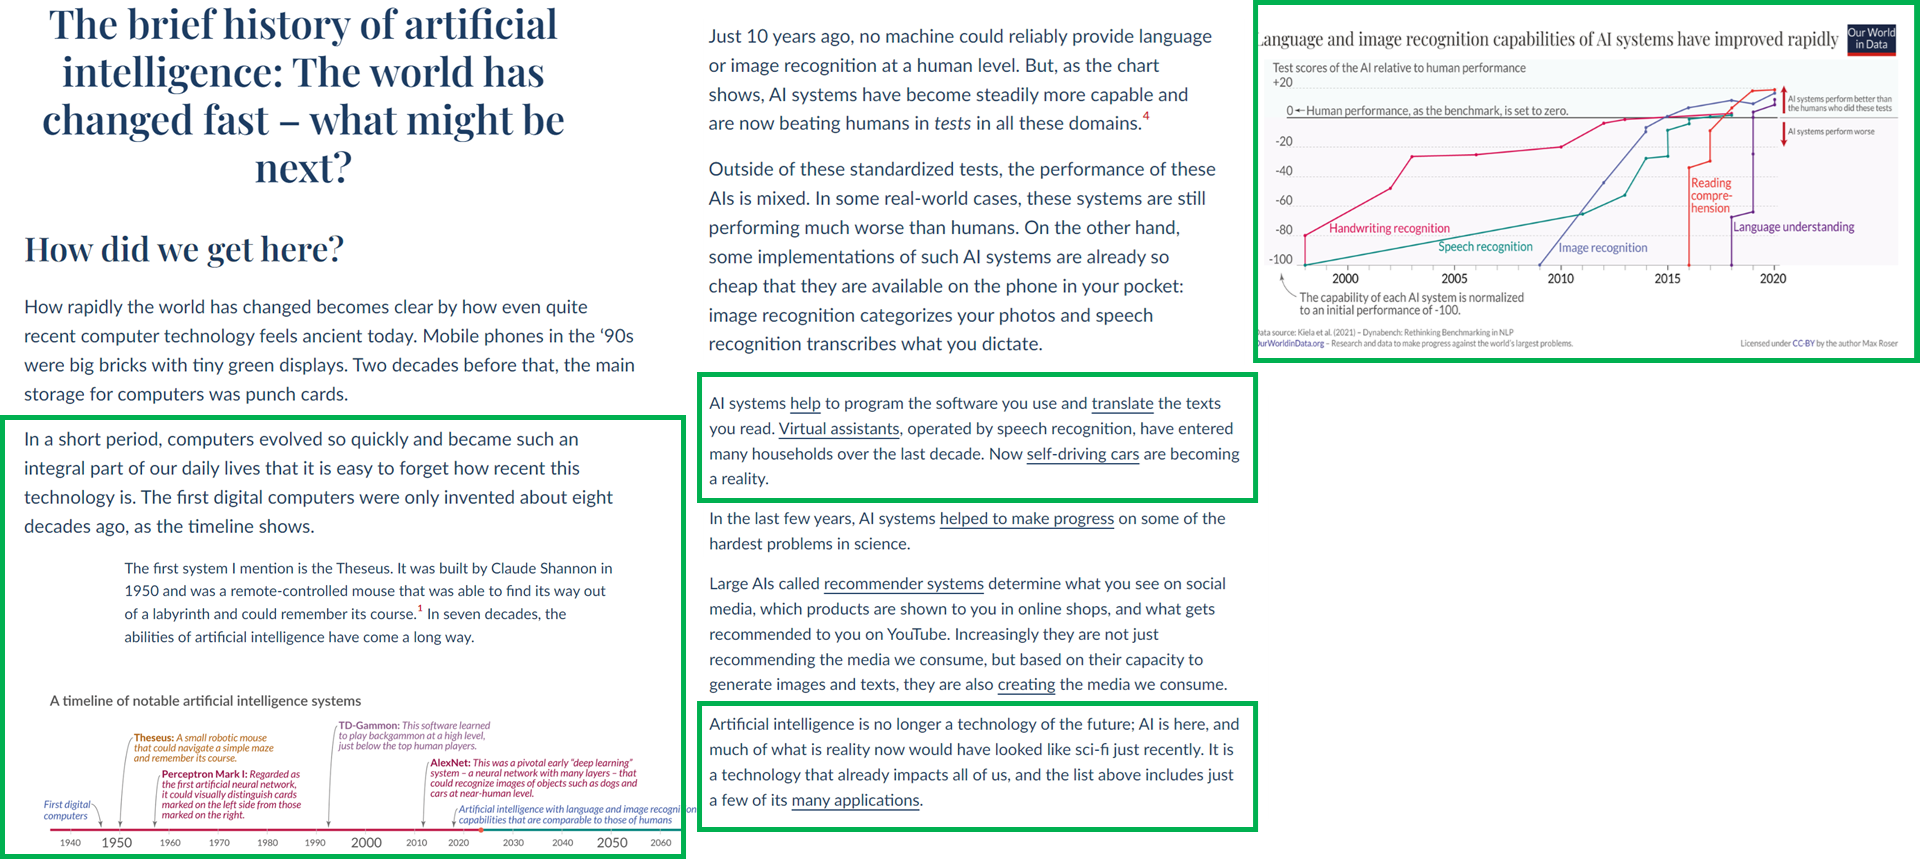 The brief history of artificial
intelligence: The world has
changed fast – what might be
next?
How did we get here?
How rapidly the world has changed becomes clear by how even quite
recent computer technology feels ancient today. Mobile phones in the ‘90s
were big bricks with tiny green displays. Two decades before that, the main
storage for computers was punch cards.
In a short period, computers evolved so quickly and became such an
integral part of our daily lives that it is easy to forget how recent this
technology is. The first digital computers were only invented about eight
decades ago, as the timeline shows.
The first system I mention is the Theseus. It was built by Claude Shannon in
1950 and was a remote-controlled mouse that was able to find its way out
of a labyrinth and could remember its course.1 In seven decades, the
abilities of artificial intelligence have come a long way.
A timeline of notable artificial intelligence systems
Theseus: A small robotic mouse
that could navigate a simple maze
and remember its course.
Perceptron Mark I: Regarded as
the first artificial neural network,
it could visually distinguish cards
marked on the left side from those
marked on the right.
First digital
computers
TD-Gammon: This software learned
to play backgammon at a high level,
just below the top human players.
AlexNet: This was a pivotal early “deep learning”
system – a neural network with many layers – that
could recognize images of objects such as dogs and
cars at near-human level.
Artificial intelligence with language and image recognition
capabilities that are comparable to those of humans
1940 1950 1960 1970 1980 1990 2000 2010 2020 2030 2040 2050 2060
Just 10 years ago, no machine could reliably provide language
or image recognition at a human level. But, as the chart
shows, AI systems have become steadily more capable and
are now beating humans in tests in all these domains.4
Outside of these standardized tests, the performance of these
AIs is mixed. In some real-world cases, these systems are still
performing much worse than humans. On the other hand,
some implementations of such AI systems are already so
cheap that they are available on the phone in your pocket:
image recognition categorizes your photos and speech
recognition transcribes what you dictate.
AI systems help to program the software you use and translate the texts
you read. Virtual assistants, operated by speech recognition, have entered
many households over the last decade. Now self-driving cars are becoming
a reality.
In the last few years, AI systems helped to make progress on some of the
hardest problems in science.
Large AIs called recommender systems determine what you see on social
media, which products are shown to you in online shops, and what gets
recommended to you on YouTube. Increasingly they are not just
recommending the media we consume, but based on their capacity to
generate images and texts, they are also creating the media we consume.
Artificial intelligence is no longer a technology of the future; AI is here, and
much of what is reality now would have looked like sci-fi just recently. It is
a technology that already impacts all of us, and the list above includes just
a few of its many applications.
Language and image recognition capabilities of AI systems have improved rapidly
Our World
in Data
Test scores of the AI relative to human performance
+20
0 Human performance, as the benchmark, is set to zero.
-20
-40
-60
-80
-100
AI systems perform better than
the humans who did these tests
AI systems perform worse
Handwriting recognition
Speech recognition
Image recognition
Reading
compre-
hension
Language understanding
2000 2005 2010 2015 2020
The capability of each AI system is normalized
to an initial performance of -100.
Data source: Kiela et al. (2021) – Dynabench: Rethinking Benchmarking in NLP
OurWorldinData.org – Research and data to make progress against the world's largest problems.
Licensed under CC-BY by the author Max Roser